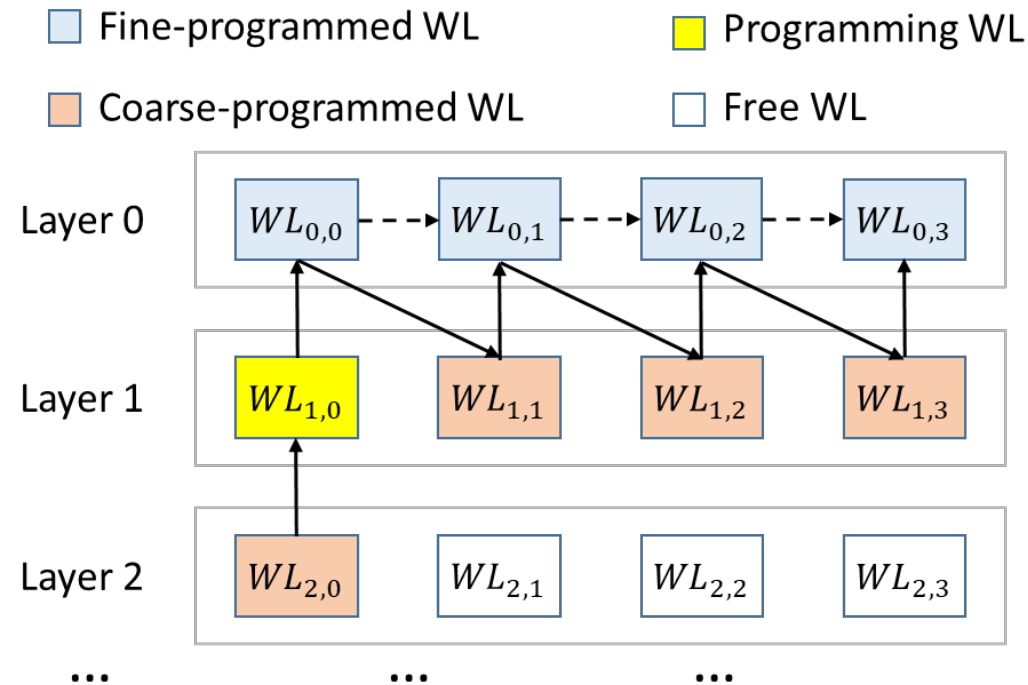 Fine-programmed WL Programming WL
Coarse-programmed WL Free WL
Layer 0 WL0,0 WL0,1 WL0,2 WL0,3
Layer 1 WL1,0 WL1,1 WL1,2 WL1,3
Layer 2 WL2,0 WL2,1 WL2,2 WL2,3
... ... ...